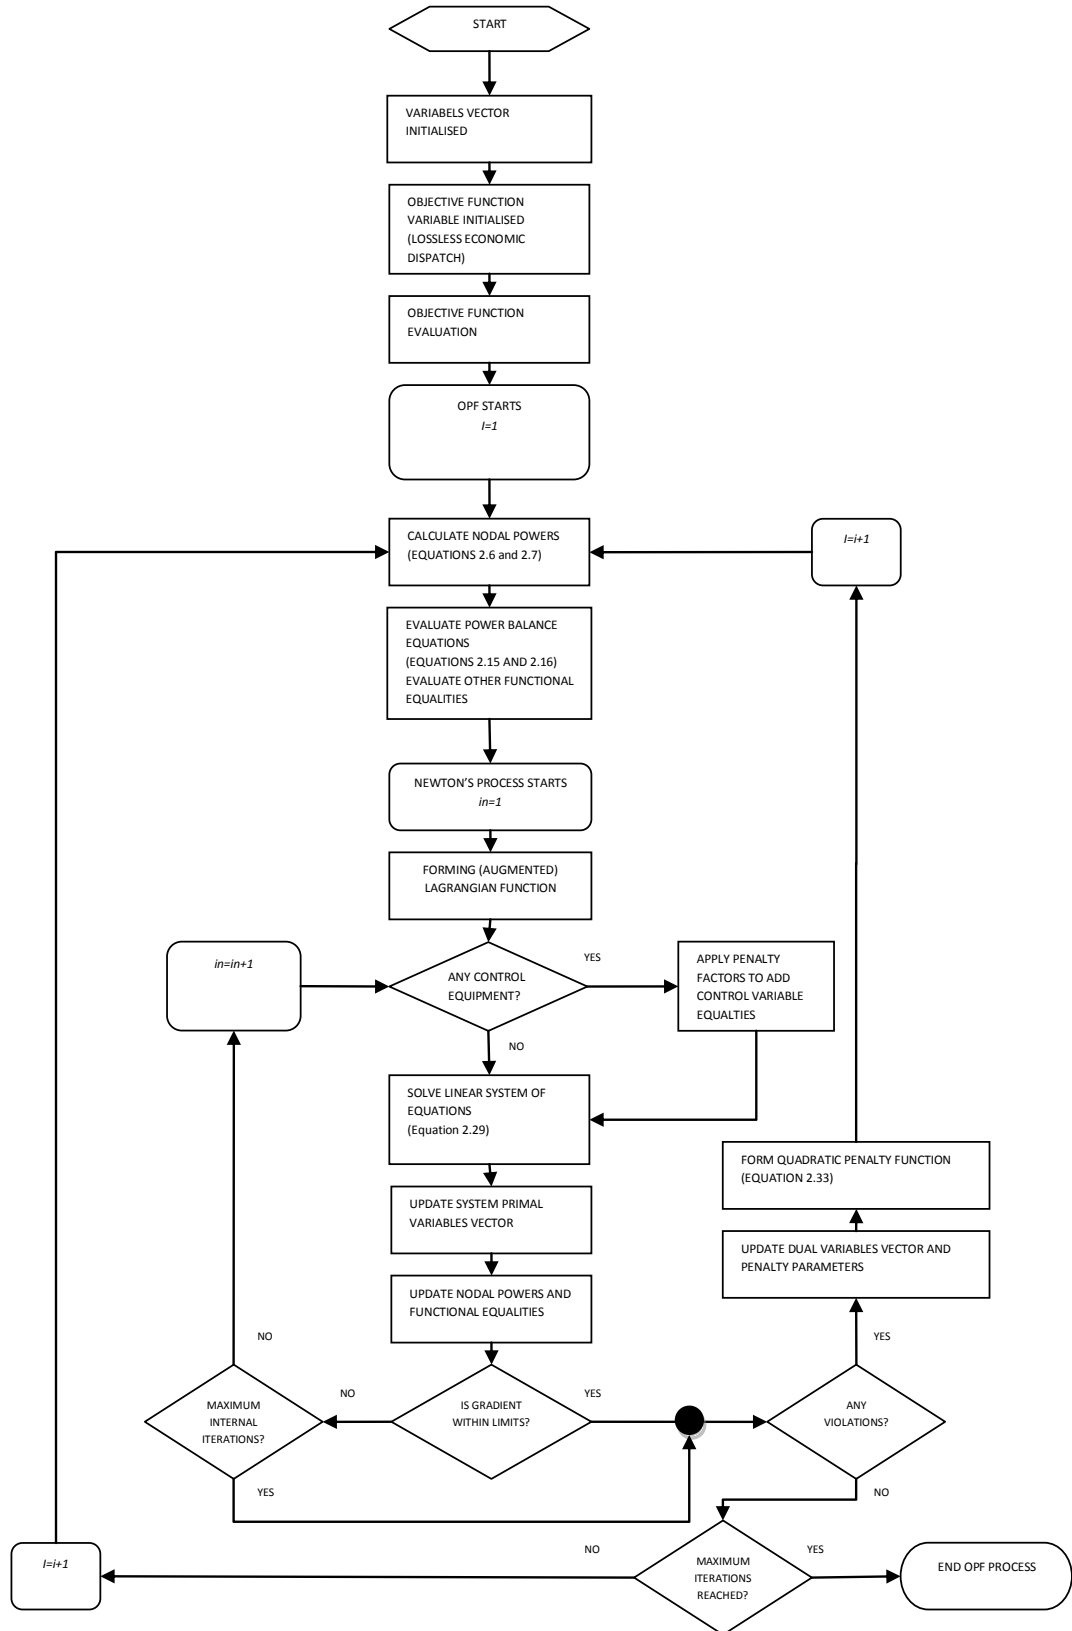 START
VARIABELS VECTOR
INITIALISED
OBJECTIVE FUNCTION
VARIABLE INITIALISED
(LOSSLESS ECONOMIC
DISPATCH)
OBJECTIVE FUNCTION
EVALUATION
OPF STARTS
I=1
CALCULATE NODAL POWERS
(EQUATIONS 2.6 and 2.7)
I=i+1
EVALUATE POWER BALANCE
EQUATIONS
(EQUATIONS 2.15 AND 2.16)
EVALUATE OTHER FUNCTIONAL
EQUALITIES
NEWTON'S PROCESS STARTS
in=1
FORMING (AUGMENTED)
LAGRANGIAN FUNCTION
in=in+1
ANY CONTROL
EQUIPMENT?
YES
APPLY PENALTY
FACTORS TO ADD
CONTROL VARIABLE
EQUALTIES
NO
SOLVE LINEAR SYSTEM OF
EQUATIONS
(Equation 2.29)
FORM QUADRATIC PENALTY FUNCTION
(EQUATION 2.33)
UPDATE SYSTEM PRIMAL
VARIABLES VECTOR
UPDATE DUAL VARIABLES VECTOR AND
PENALTY PARAMETERS
UPDATE NODAL POWERS AND
FUNCTIONAL EQUALITIES
NO
YES
MAXIMUM
INTERNAL
ITERATIONS?
NO
IS GRADIENT
WITHIN LIMITS?
YES
ANY
VIOLATIONS?
YES
NO
I=i+1
NO
MAXIMUM
ITERATIONS
REACHED?
YES
END OPF PROCESS